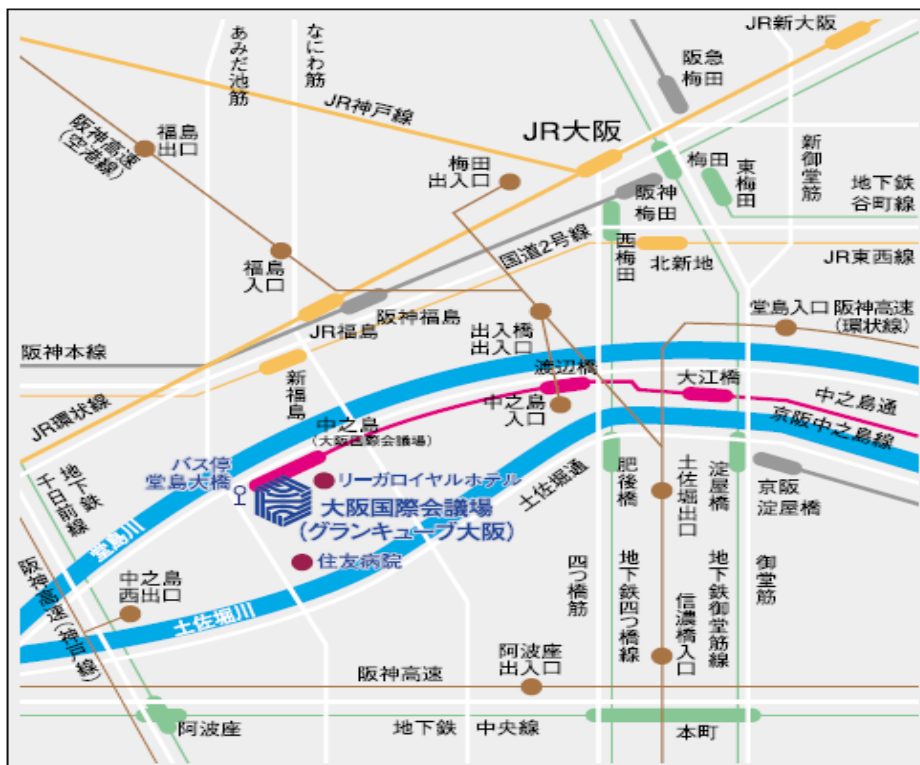 JR新大阪
あみだ池筋
なにわ筋
阪急
梅田
JR神戸線
阪神高速
(空港線)
福島
出口
JR大阪
梅田
出入口
梅田
東梅田
新御堂筋
阪神
梅田
地下鉄
谷町線
国道2号線
西梅田
北新地
JR東西線
福島
入口
阪神福島
JR福島
出入橋
出入口
堂島入口
阪神高速
(環状線)
阪神本線
新福島
渡辺橋
大江橋
中之島
入口
中之島通
JR環状線
中之島
(大阪国際会議場)
京阪中之島線
バス停
堂島大橋
リーガロイヤルホテル
土佐堀通
肥後橋
土佐堀出口
淀屋橋
京阪
淀屋橋
地下鉄
千日前線
大阪国際会議場
(グランキューブ大阪)
堂島川
住友病院
四つ橋筋
地下鉄四つ橋線
信濃橋入口
地下鉄御堂筋線
御堂筋
阪神高速(神戸線)
中之島
西出口
土佐堀川
阪神高速
阿波座
出入口
阿波座
地下鉄
中央線
本町